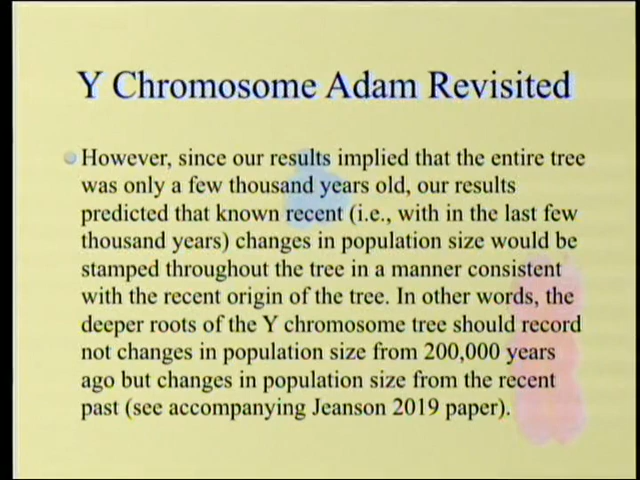 Y Chromosome Adam Revisited
However, since our results implied that the entire tree
was only a few thousand years old, our results
predicted that known recent (i.e., with in the last few
thousand years) changes in population size would be
stamped throughout the tree in a manner consistent
with the recent origin of the tree. In other words, the
deeper roots of the Y chromosome tree should record
not changes in population size from 200,000 years
ago but changes in population size from the recent
past (see accompanying Jeanson 2019 paper).